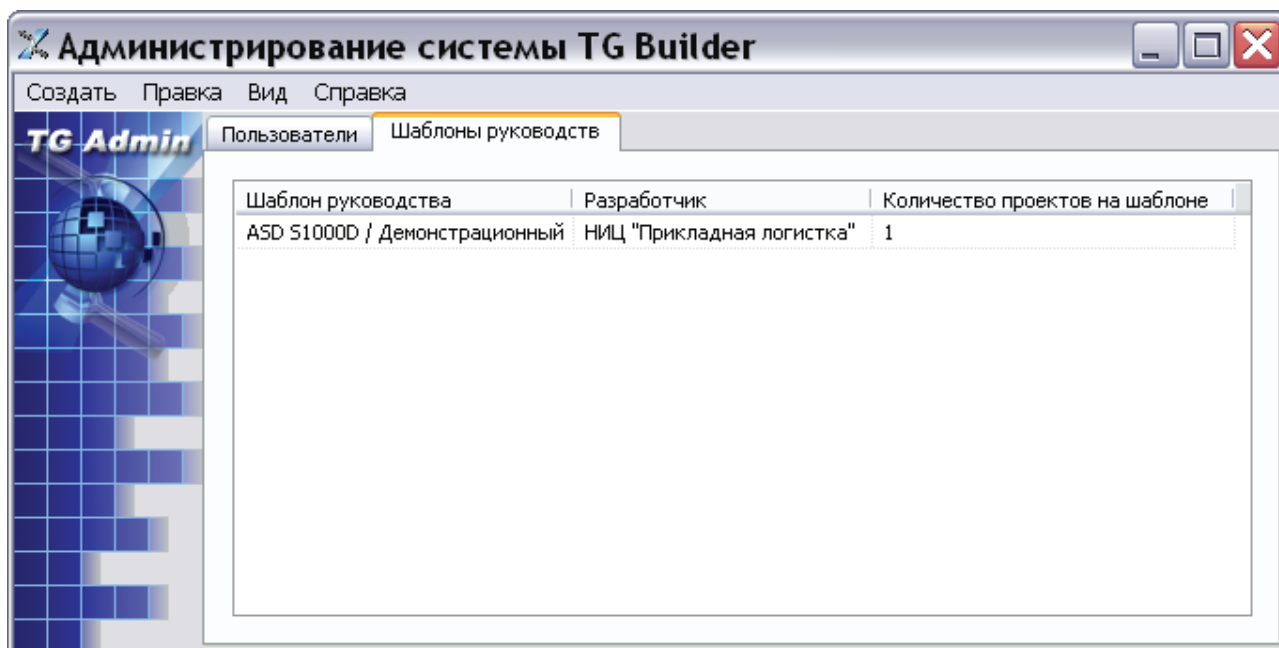 Администрирование системы TG Builder
Создать Правка Вид Справка
TG Admin Пользователи Шаблоны руководств
Шаблон руководства Разработчик Количество проектов на шаблоне
ASD S1000D / Демонстрационный НИЦ "Прикладная логистка" 1